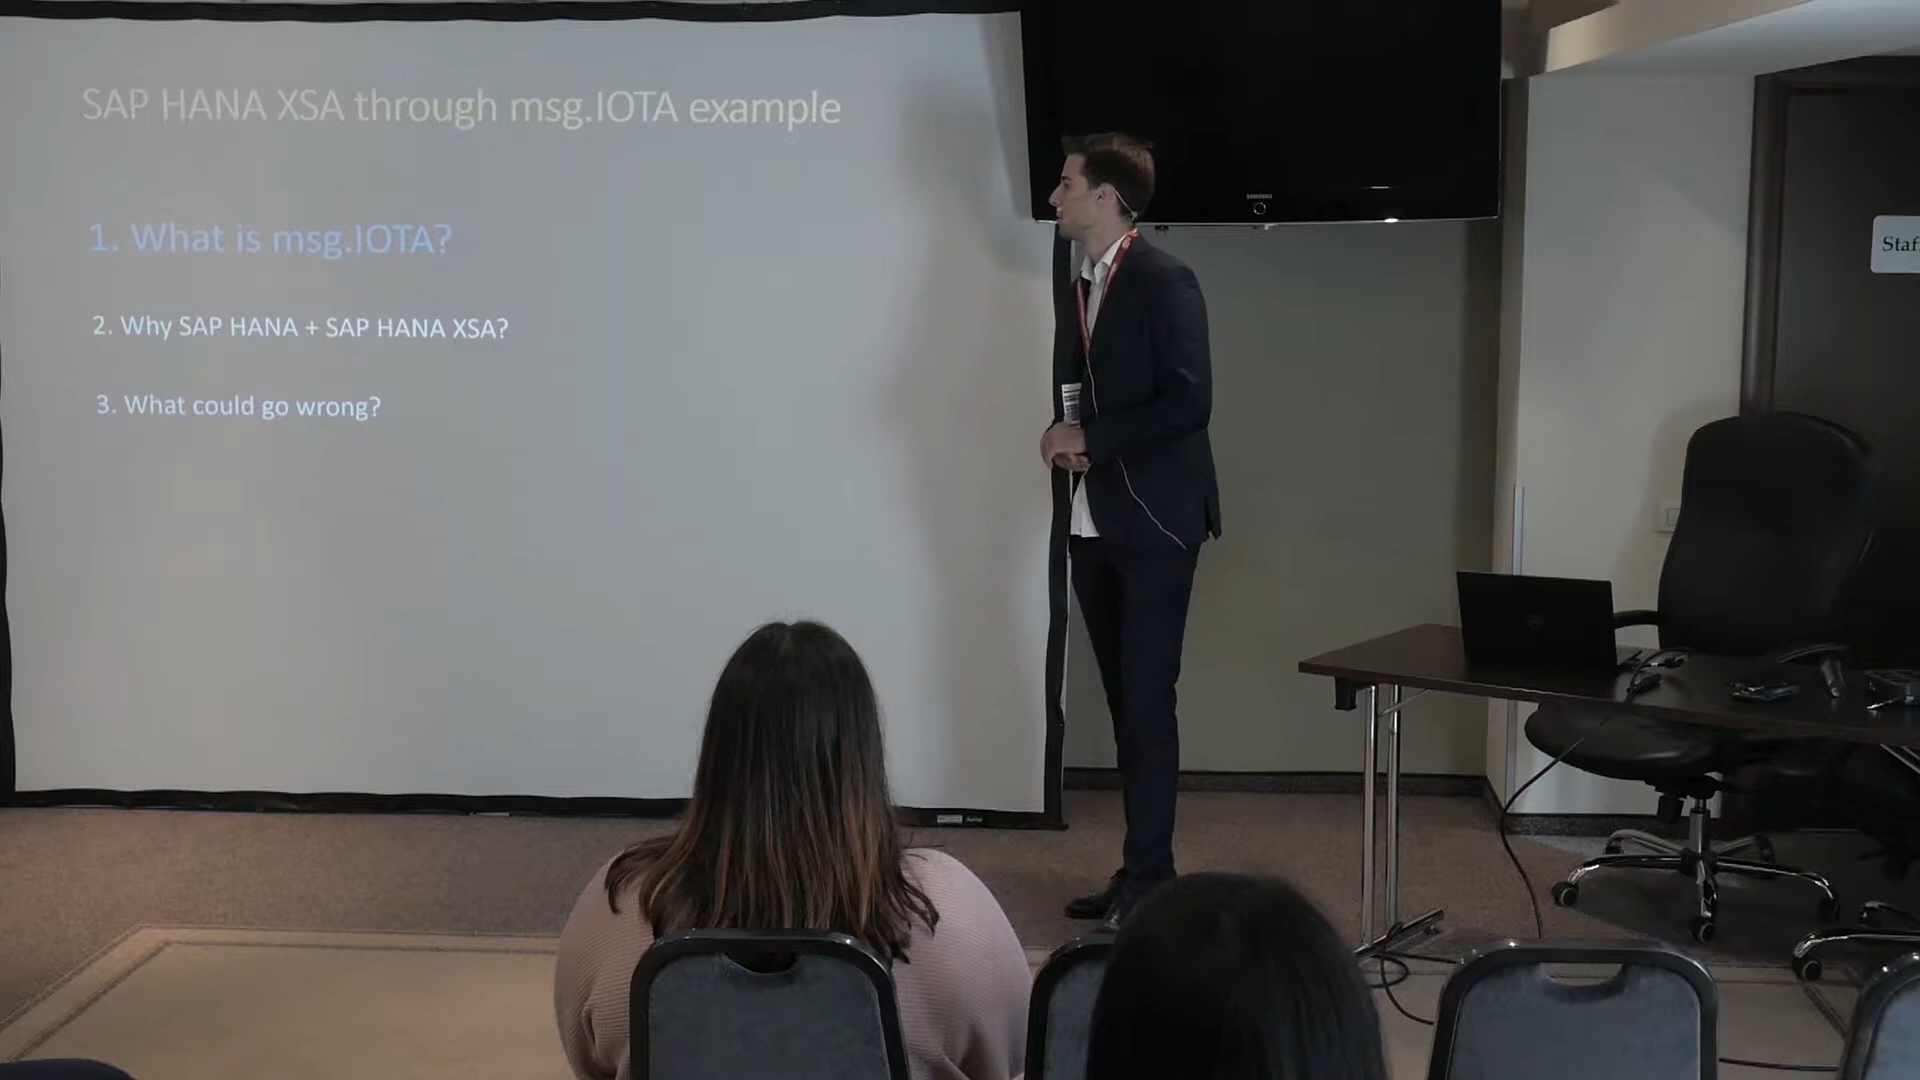 SAP HANA XSA through msg.IOTA example
1. What is msg.IOTA?
2. Why SAP HANA + SAP HANA XSA?
3. What could go wrong?
SAMSUNG
Staf